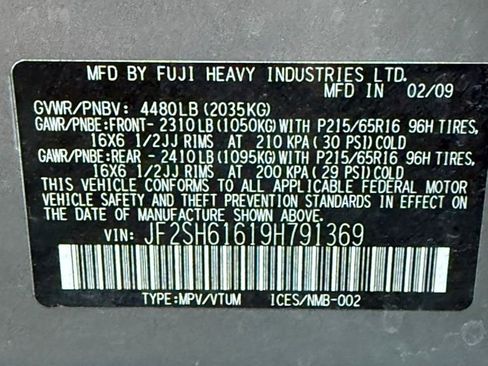 MFD BY FUJI HEAVY INDUSTRIES LTD.
MFD IN 02/09
GVWR/PNBV: 4480LB(2035KG)
GAWR/PNBE:FRONT-2310LB(1050KG)WITH P215/65R16 96H TIRES,
16X6 1/2JJ RIMS AT 210 KPA(30 PSI)COLD
GAWR/PNBE:REAR -2410LB(1095KG)WITH P215/65R16 96H TIRES,
16X6 1/2JJ RIMS AT 200 KPA(29 PSI)COLD
THIS VEHICLE CONFORMS TO ALL APPLICABLE FEDERAL MOTOR
VEHICLE SAFETY AND THEFT PREVENTION STANDARDS IN EFFECT
ON THE DATE OF MANUFACTURE SHOWN ABOVE.
VIN: JF2SH61619H791369
TYPE:MPV/VTUM ICES/NMB-002